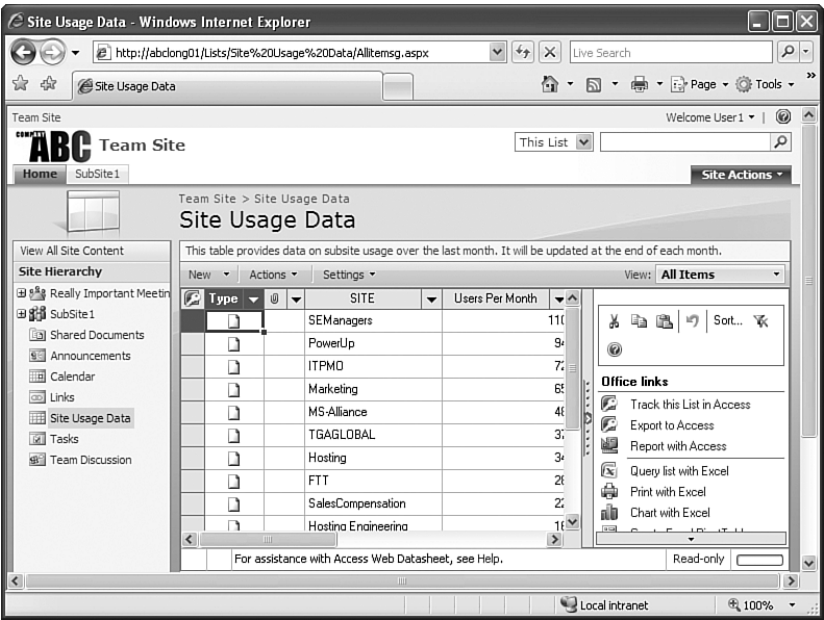 Site Usage Data - Windows Internet Explorer
http://abclong01/Lists/Site%20Usage%20Data/Allitemsg.aspx
Live Search
Site Usage Data
Page
Tools
Team Site
Welcome User1
COMPANY ABC Team Site
This List
Home SubSite1
Site Actions
Team Site > Site Usage Data
Site Usage Data
View All Site Content
This table provides data on subsite usage over the last month. It will be updated at the end of each month.
Site Hierarchy
New Actions Settings
View: All Items
Really Important Meetin
SubSite1
Shared Documents
Announcements
Calendar
Links
Site Usage Data
Tasks
Team Discussion
Type SITE Users Per Month
SEManagers 110
PowerUp
ITPMO
Marketing
MS-Alliance
TGAGLOBAL
Hosting
FTT
SalesCompensation
Hosting Engineering
Sort...
Office links
Track this List in Access
Export to Access
Report with Access
Query list with Excel
Print with Excel
Chart with Excel
For assistance with Access Web Datasheet, see Help.
Read-only
Local intranet
100%